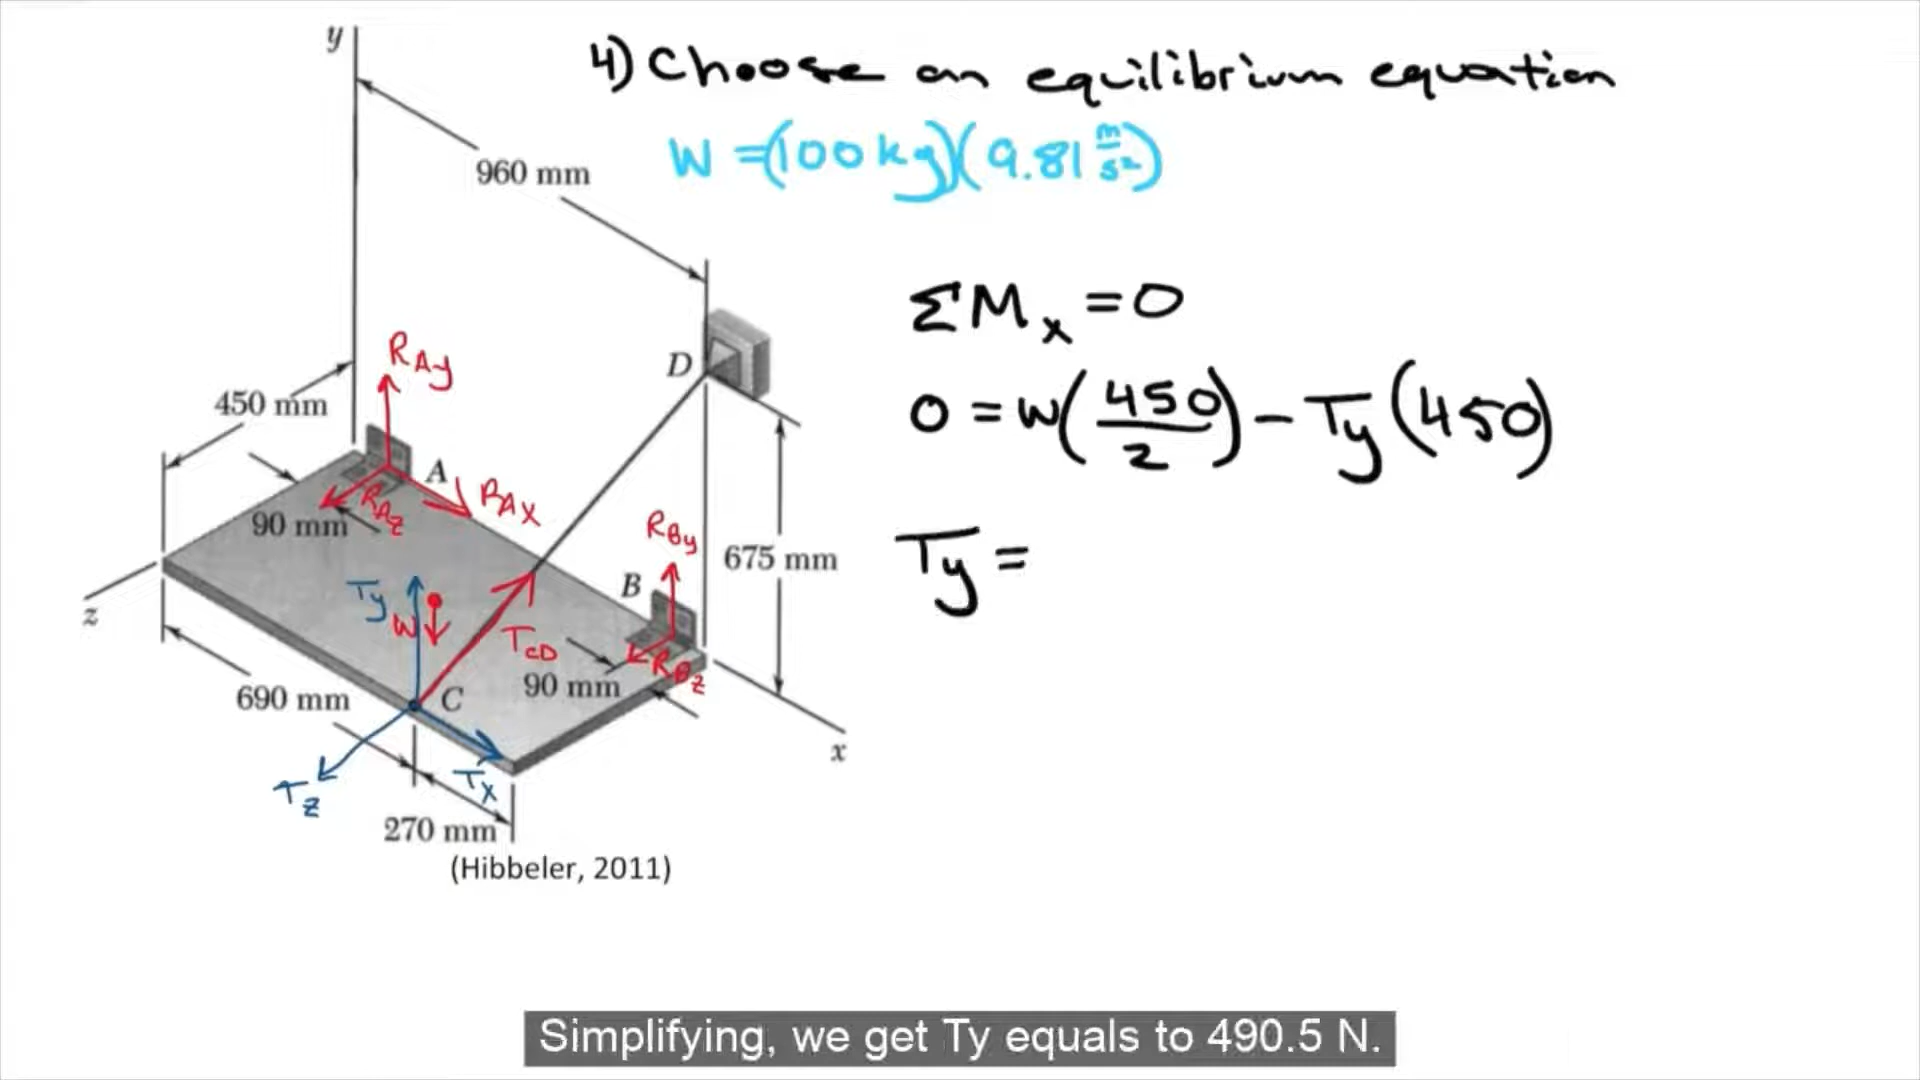 4) Choose an equilibrium equation
W = (100 kg)(9.81 m/s²)
ΣMx = 0
0 = W(450/2) - Ty(450)
Ty =
y
960 mm
D
RAy
450 mm
A
RAx
RAz
90 mm
RBy
B
675 mm
z
Ty
W
TCD
RBz
90 mm
690 mm
C
x
Tz
Tx
270 mm
(Hibbeler, 2011)
Simplifying, we get Ty equals to 490.5 N.